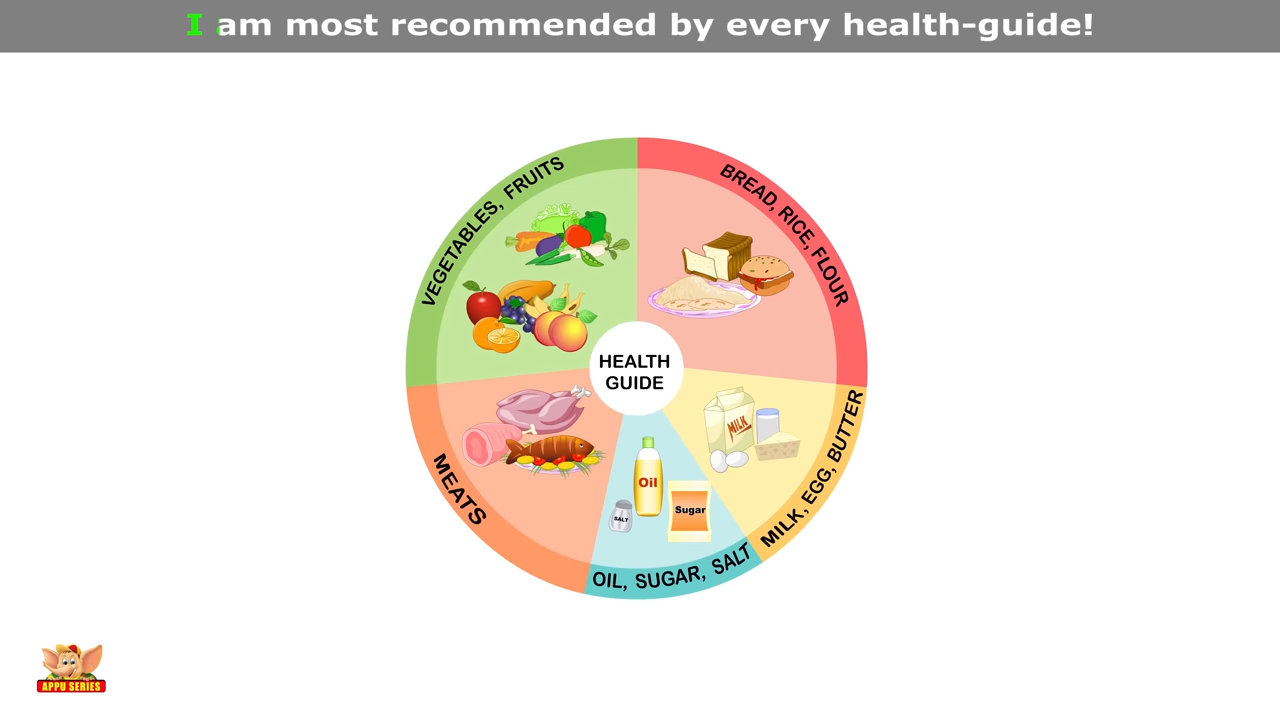 I am most recommended by every health-guide!
VEGETABLES, FRUITS
BREAD, RICE, FLOUR
HEALTH
GUIDE
MILK
MEATS
MILK, EGG, BUTTER
Oil
Sugar
SALT
OIL, SUGAR, SALT
APPU SERIES